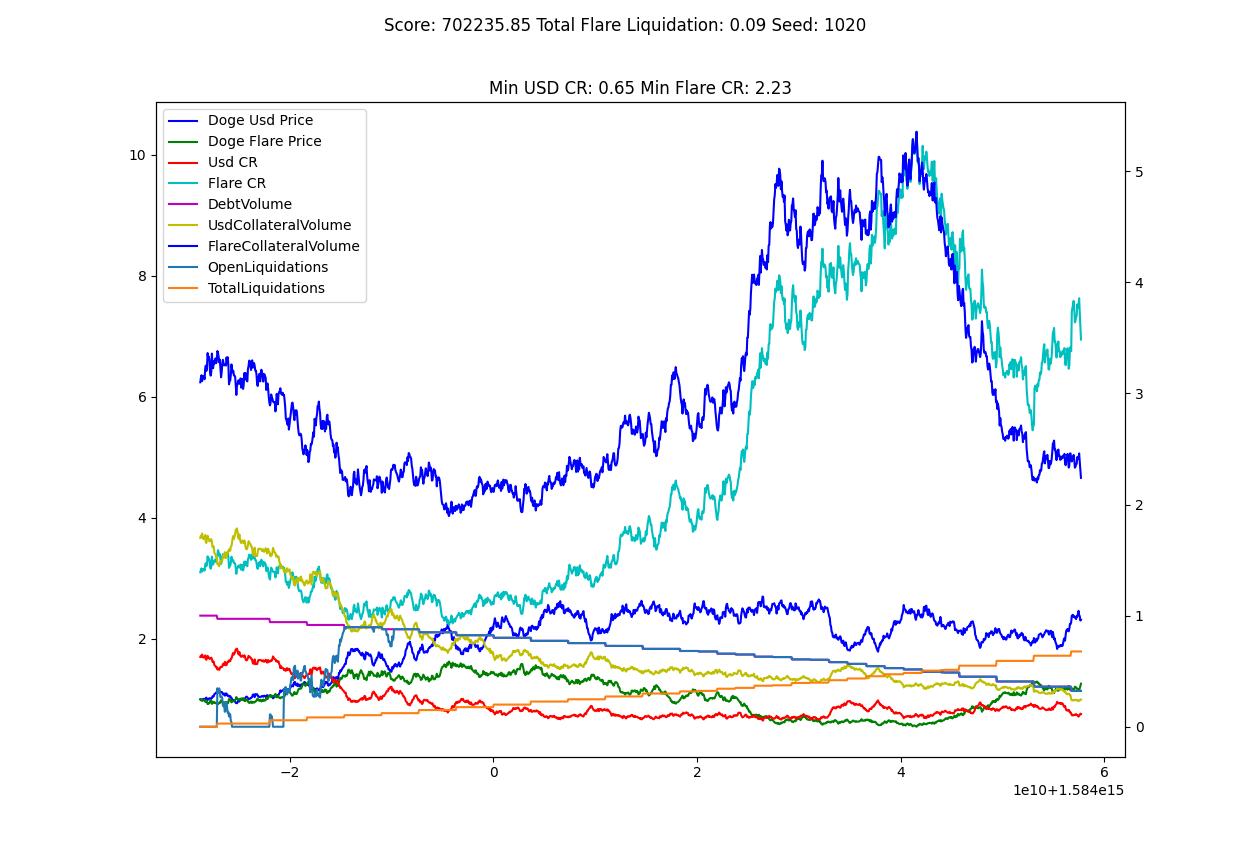 Score: 702235.85 Total Flare Liquidation: 0.09 Seed: 1020
Min USD CR: 0.65 Min Flare CR: 2.23
Doge Usd Price
Doge Flare Price
Usd CR
Flare CR
DebtVolume
UsdCollateralVolume
FlareCollateralVolume
OpenLiquidations
TotalLiquidations
10
8
6
4
2
5
4
3
2
1
0
−2
0
2
4
6
1e10+1.584e15